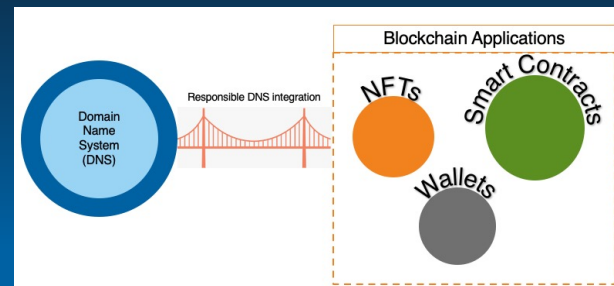 Blockchain Applications
Responsible DNS integration
Domain
Name
System
(DNS)
NFTs
Smart Contracts
Wallets